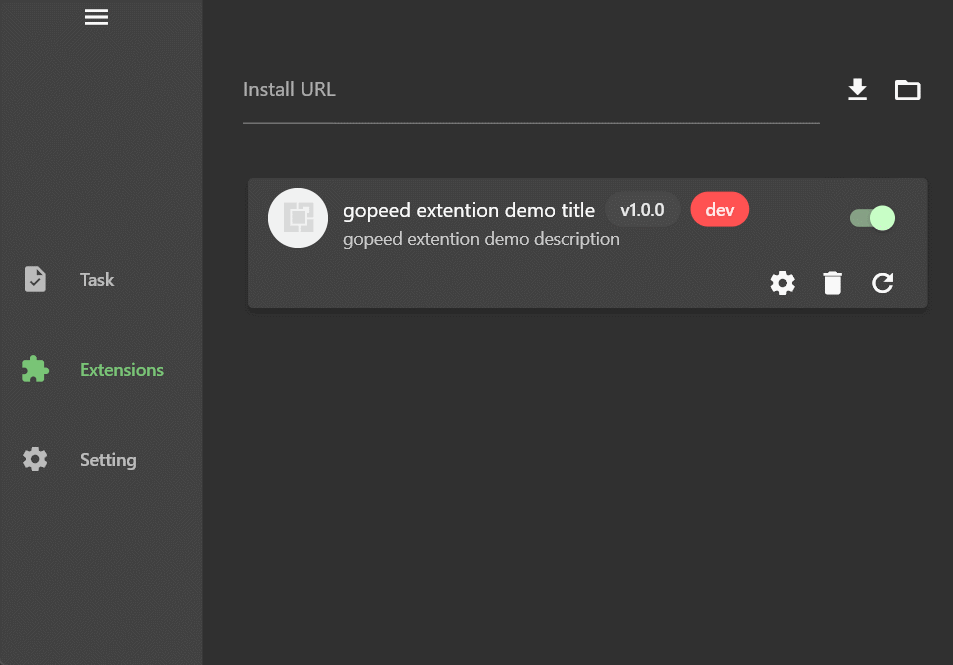 Install URL
gopeed extention demo title v1.0.0 dev
gopeed extention demo description
Task
Extensions
Setting